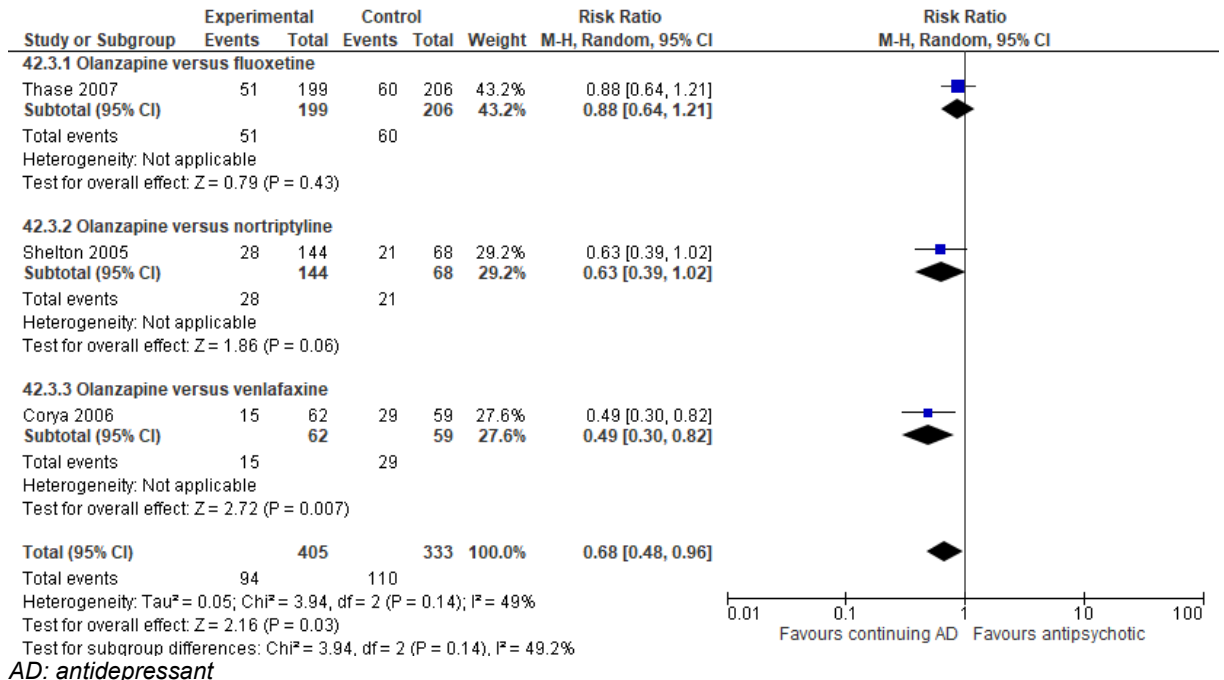 Experimental Control Risk Ratio Risk Ratio
Study or Subgroup Events Total Events Total Weight M-H, Random, 95% CI M-H, Random, 95% CI
42.3.1 Olanzapine versus fluoxetine
Thase 2007 51 199 60 206 43.2% 0.88 [0.64, 1.21]
Subtotal (95% CI) 199 206 43.2% 0.88 [0.64, 1.21]
Total events 51 60
Heterogeneity: Not applicable
Test for overall effect: Z = 0.79 (P = 0.43)
42.3.2 Olanzapine versus nortriptyline
Shelton 2005 28 144 21 68 29.2% 0.63 [0.39, 1.02]
Subtotal (95% CI) 144 68 29.2% 0.63 [0.39, 1.02]
Total events 28 21
Heterogeneity: Not applicable
Test for overall effect: Z = 1.86 (P = 0.06)
42.3.3 Olanzapine versus venlafaxine
Corya 2006 15 62 29 59 27.6% 0.49 [0.30, 0.82]
Subtotal (95% CI) 62 59 27.6% 0.49 [0.30, 0.82]
Total events 15 29
Heterogeneity: Not applicable
Test for overall effect: Z = 2.72 (P = 0.007)
Total (95% CI) 405 333 100.0% 0.68 [0.48, 0.96]
Total events 94 110
Heterogeneity: Tau² = 0.05; Chi² = 3.94, df = 2 (P = 0.14); I² = 49%
Test for overall effect: Z = 2.16 (P = 0.03)
Test for subgroup differences: Chi² = 3.94, df = 2 (P = 0.14), I² = 49.2%
0.01 0.1 1 10 100
Favours continuing AD Favours antipsychotic
AD: antidepressant